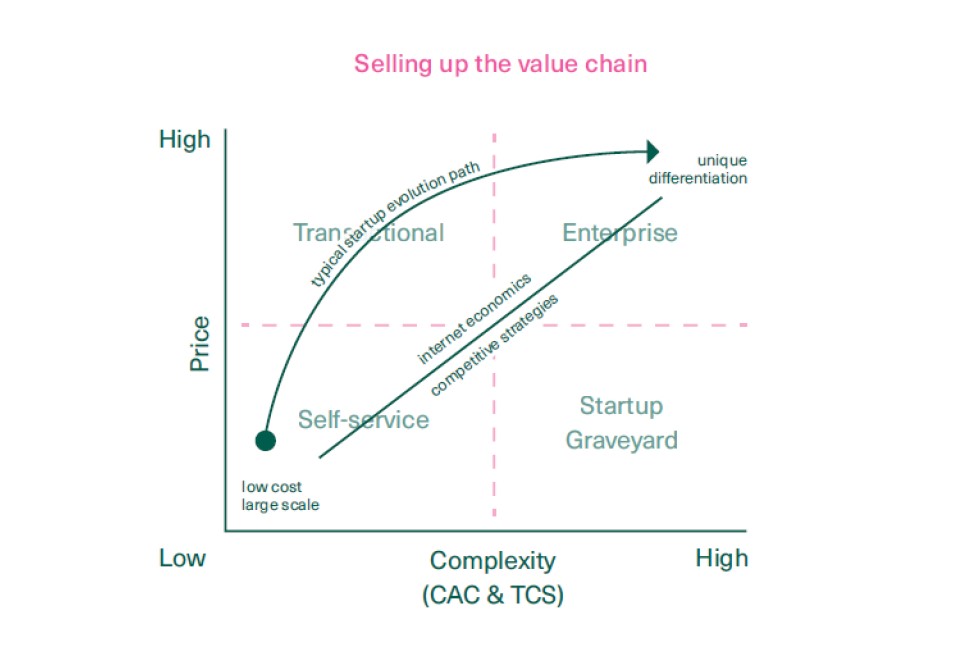 Selling up the value chain
High
unique
differentiation
typical startup evolution path
Transactional
Enterprise
internet economics
competitive strategies
Price
Self-service
Startup
Graveyard
low cost
large scale
Low
Complexity
(CAC & TCS)
High